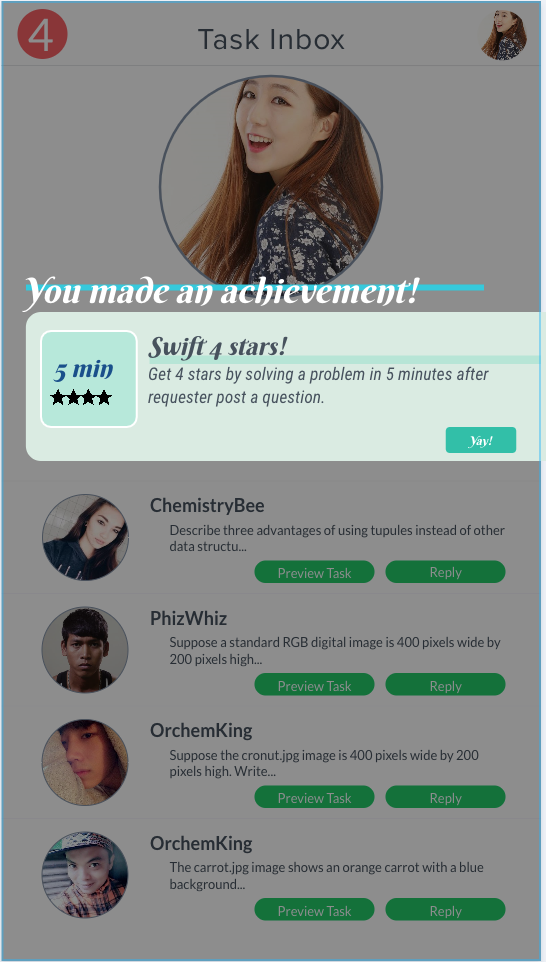 4
Task Inbox
You made an achievement!
5 min
★★★★
Swift 4 stars!
Get 4 stars by solving a problem in 5 minutes after
requester post a question.
Yay!
ChemistryBee
Describe three advantages of using tupules instead of other
data structu...
Preview Task
Reply
PhizWhiz
Suppose a standard RGB digital image is 400 pixels wide by
200 pixels high...
Preview Task
Reply
OrchemKing
Suppose the cronut.jpg image is 400 pixels wide by 200
pixels high. Write...
Preview Task
Reply
OrchemKing
The carrot.jpg image shows an orange carrot with a blue
background...
Preview Task
Reply